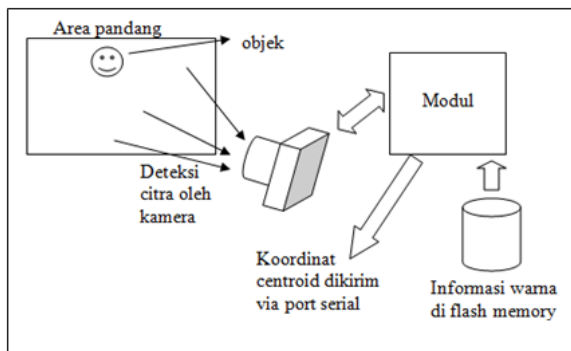 Area pandang
objek
Modul
Deteksi
citra oleh
kamera
Koordinat
centroid dikirim
via port serial
Informasi warna
di flash memory